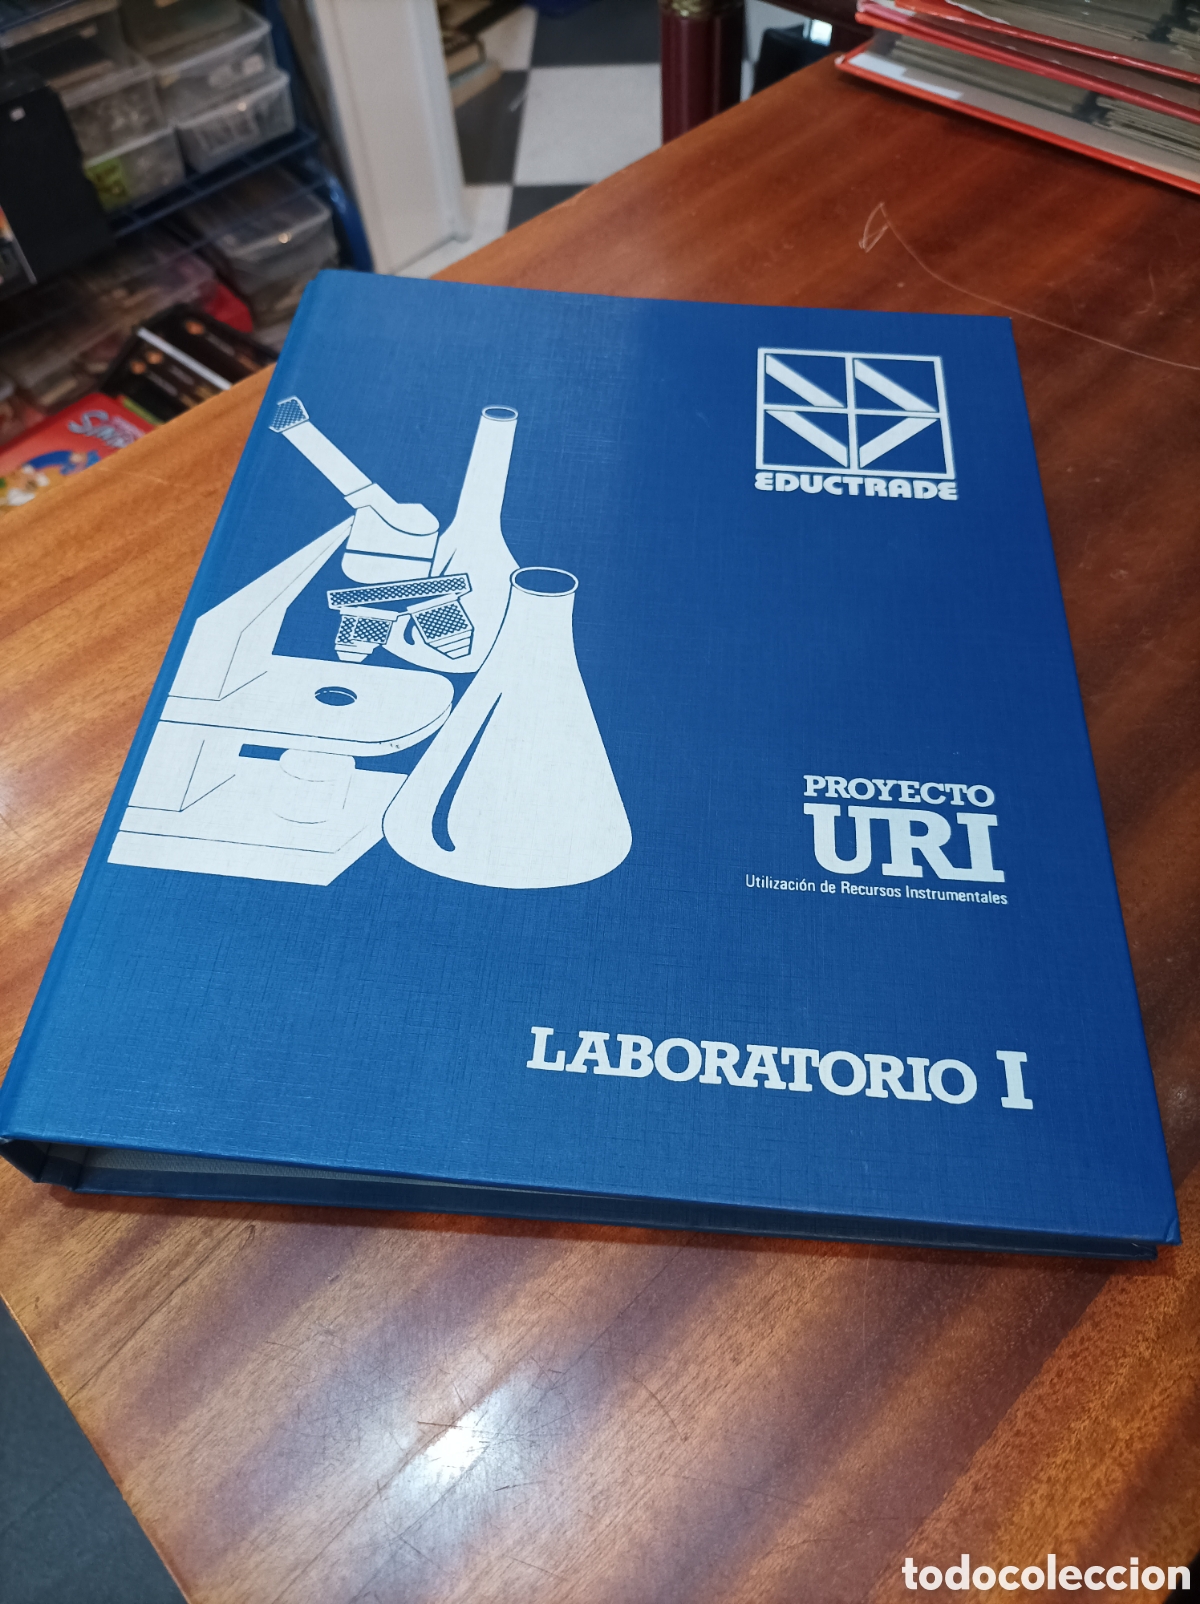 EDUCTRADE
PROYECTO
URI
Utilización de Recursos Instrumentales
LABORATORIO I
todocoleccion